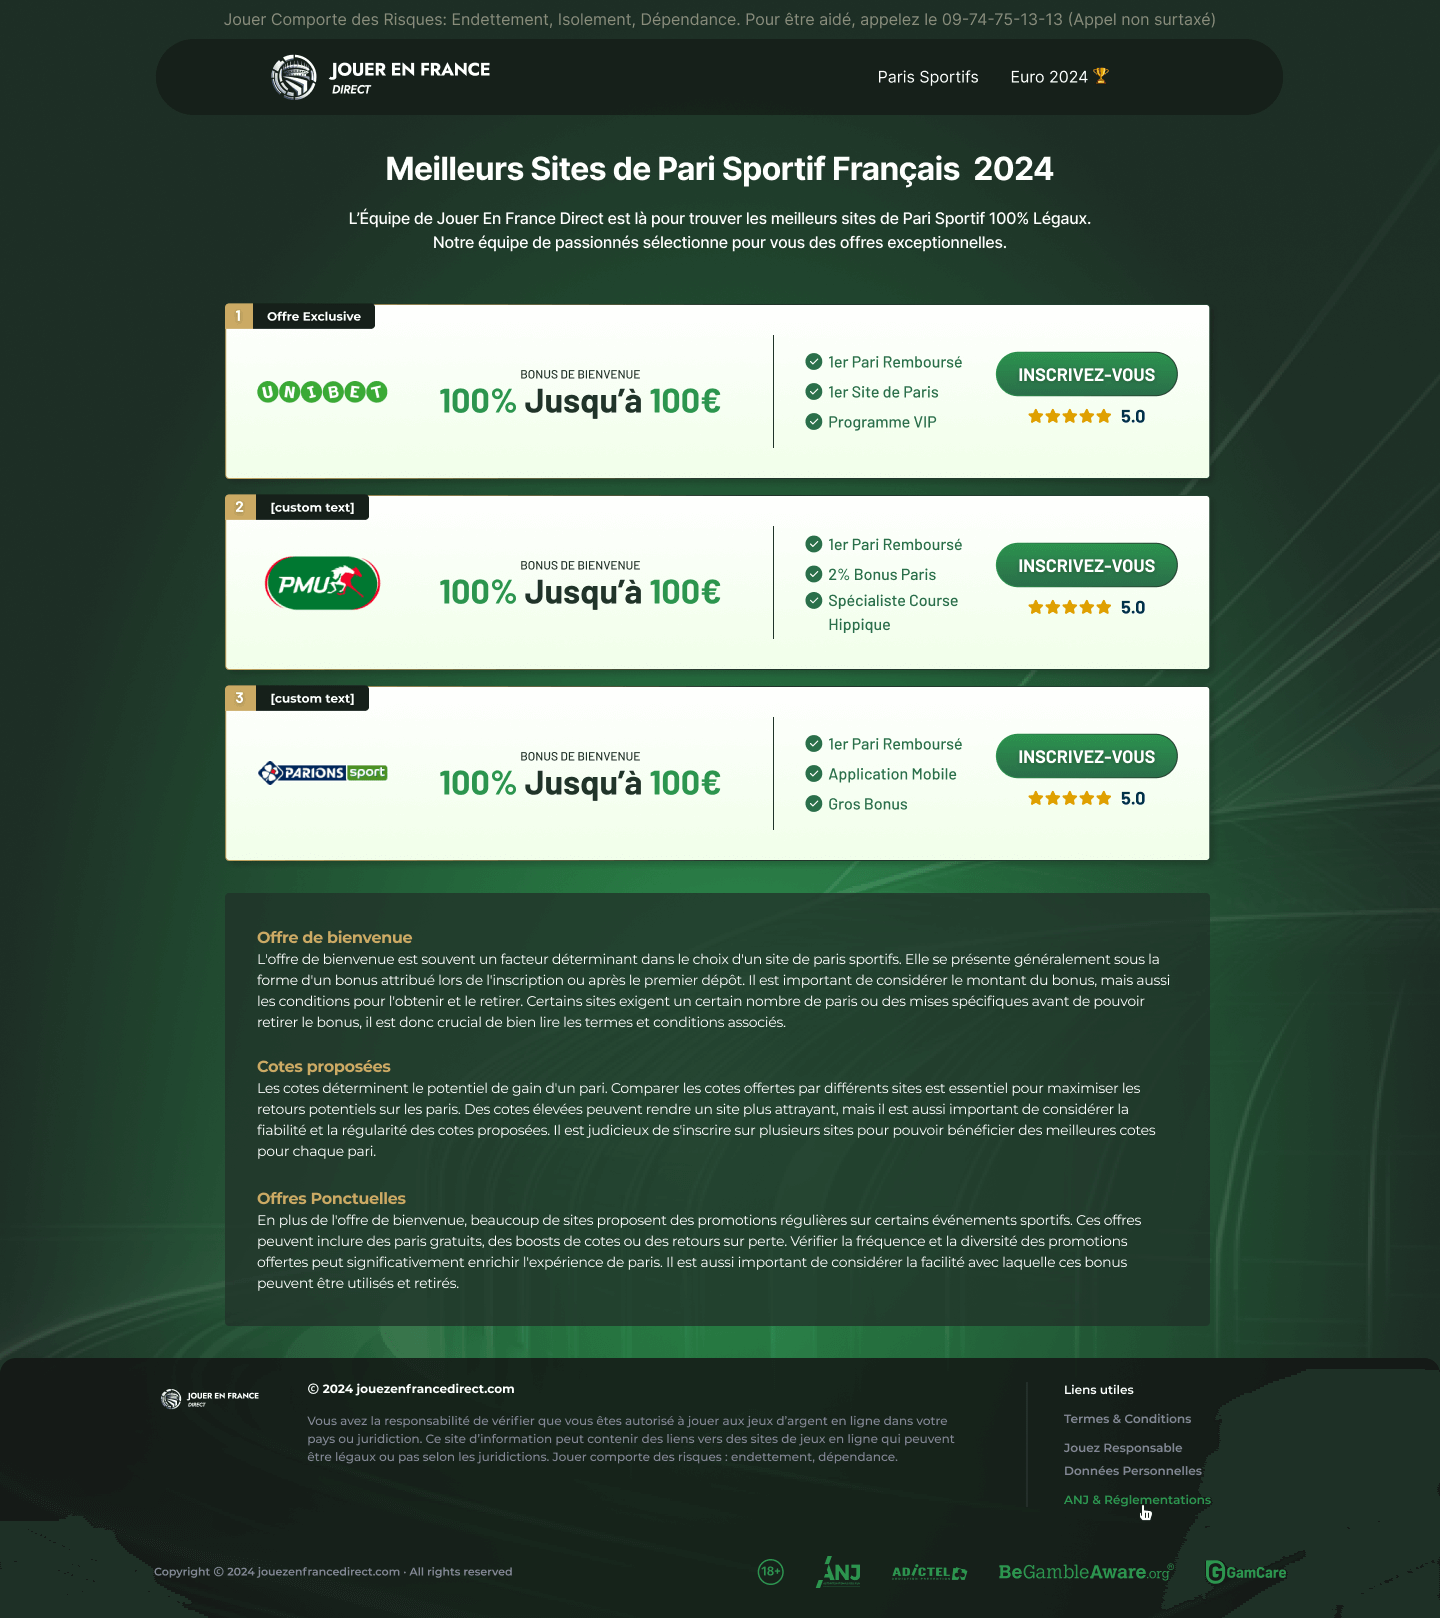 Jouer Comporte des Risques: Endettement, Isolement, Dépendance. Pour être aidé, appelez le 09-74-75-13-13 (Appel non surtaxé)
JOUER EN FRANCE
DIRECT
Paris Sportifs
Euro 2024
Meilleurs Sites de Pari Sportif Français 2024
L’Équipe de Jouer En France Direct est là pour trouver les meilleurs sites de Pari Sportif 100% Légaux.
Notre équipe de passionnés sélectionne pour vous des offres exceptionnelles.
1 Offre Exclusive
UNIBET
BONUS DE BIENVENUE
100% Jusqu’à 100€
1er Pari Remboursé
1er Site de Paris
Programme VIP
INSCRIVEZ-VOUS
5.0
2 [custom text]
PMU
BONUS DE BIENVENUE
100% Jusqu’à 100€
1er Pari Remboursé
2% Bonus Paris
Spécialiste Course
Hippique
INSCRIVEZ-VOUS
5.0
3 [custom text]
PARIONS sport
BONUS DE BIENVENUE
100% Jusqu’à 100€
1er Pari Remboursé
Application Mobile
Gros Bonus
INSCRIVEZ-VOUS
5.0
Offre de bienvenue
L'offre de bienvenue est souvent un facteur déterminant dans le choix d'un site de paris sportifs. Elle se présente généralement sous la
forme d'un bonus attribué lors de l'inscription ou après le premier dépôt. Il est important de considérer le montant du bonus, mais aussi
les conditions pour l'obtenir et le retirer. Certains sites exigent un certain nombre de paris ou des mises spécifiques avant de pouvoir
retirer le bonus, il est donc crucial de bien lire les termes et conditions associés.
Cotes proposées
Les cotes déterminent le potentiel de gain d'un pari. Comparer les cotes offertes par différents sites est essentiel pour maximiser les
retours potentiels sur les paris. Des cotes élevées peuvent rendre un site plus attrayant, mais il est aussi important de considérer la
fiabilité et la régularité des cotes proposées. Il est judicieux de s'inscrire sur plusieurs sites pour pouvoir bénéficier des meilleures cotes
pour chaque pari.
Offres Ponctuelles
En plus de l'offre de bienvenue, beaucoup de sites proposent des promotions régulières sur certains événements sportifs. Ces offres
peuvent inclure des paris gratuits, des boosts de cotes ou des retours sur perte. Vérifier la fréquence et la diversité des promotions
offertes peut significativement enrichir l'expérience de paris. Il est aussi important de considérer la facilité avec laquelle ces bonus
peuvent être utilisés et retirés.
JOUER EN FRANCE
DIRECT
© 2024 jouezenfrancedirect.com
Vous avez la responsabilité de vérifier que vous êtes autorisé à jouer aux jeux d’argent en ligne dans votre
pays ou juridiction. Ce site d’information peut contenir des liens vers des sites de jeux en ligne qui peuvent
être légaux ou pas selon les juridictions. Jouer comporte des risques : endettement, dépendance.
Liens utiles
Termes & Conditions
Jouez Responsable
Données Personnelles
ANJ & Réglementations
Copyright © 2024 jouezenfrancedirect.com · All rights reserved
18+
ANJ
ADICTEL
BeGambleAware.org®
GamCare